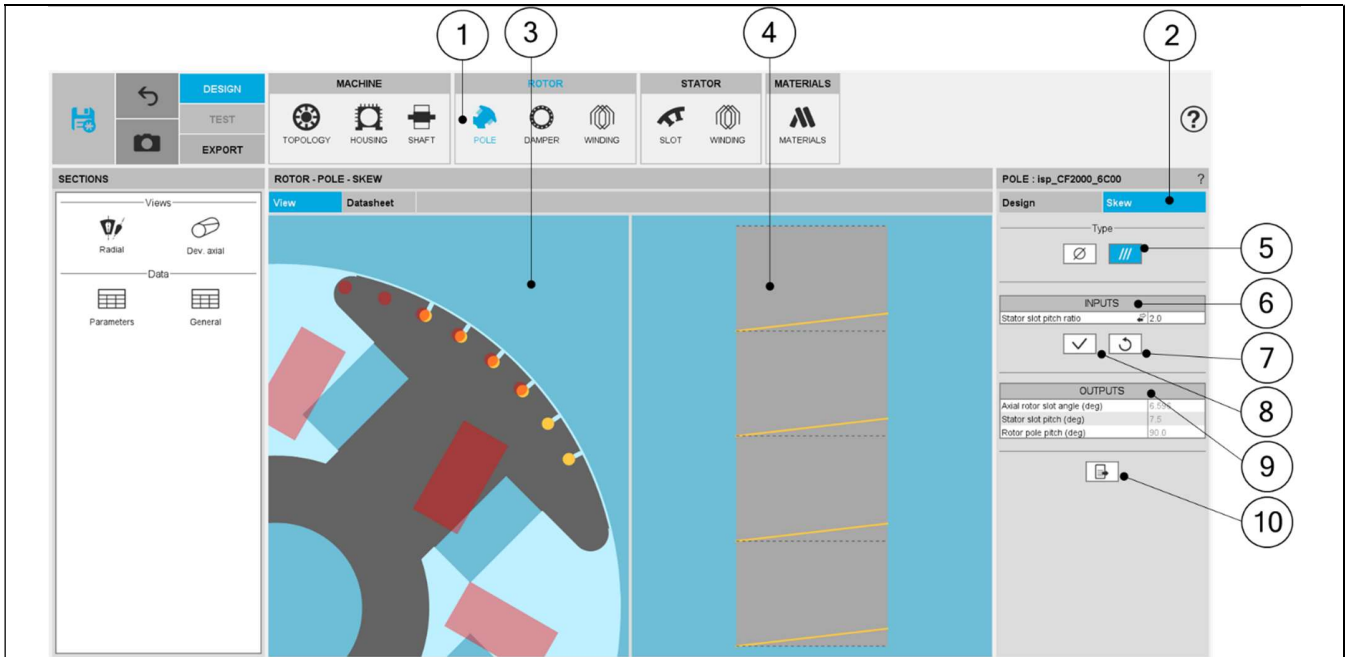 1
3
4
2
DESIGN
TEST
EXPORT
MACHINE
TOPOLOGY
HOUSING
SHAFT
ROTOR
POLE
DAMPER
WINDING
STATOR
SLOT
WINDING
MATERIALS
MATERIALS
?
SECTIONS
Views
Radial
Dev. axial
Data
Parameters
General
ROTOR - POLE - SKEW
View
Datasheet
POLE : isp_CF2000_6C00 ?
Design
Skew
Type
5
INPUTS
6
Stator slot pitch ratio 2.0
7
8
OUTPUTS
Axial rotor slot angle (deg)
Stator slot pitch (deg) 7.5
Rotor pole pitch (deg) 90.0
9
10